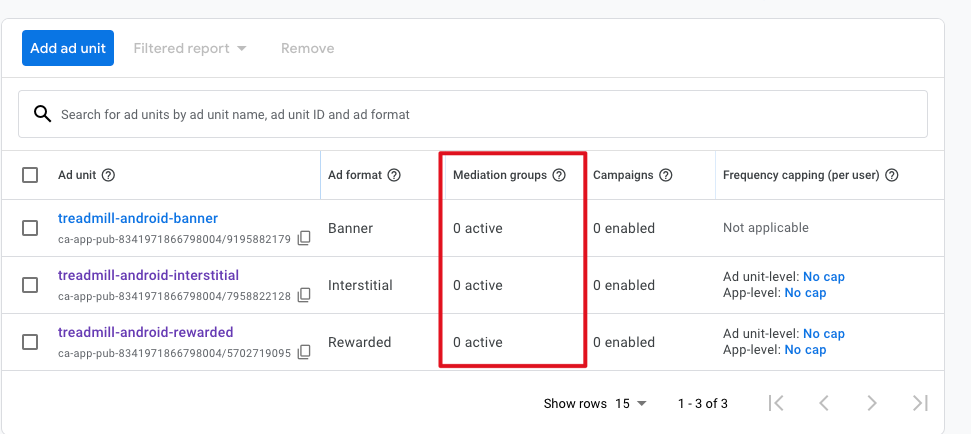 Add ad unit Filtered report Remove
Search for ad units by ad unit name, ad unit ID and ad format
Ad unit Ad format Mediation groups Campaigns Frequency capping (per user)
treadmill-android-banner
ca-app-pub-8341971866798004/9195882179
Banner 0 active 0 enabled Not applicable
treadmill-android-interstitial
ca-app-pub-8341971866798004/7958822128
Interstitial 0 active 0 enabled
Ad unit-level: No cap
App-level: No cap
treadmill-android-rewarded
ca-app-pub-8341971866798004/5702719095
Rewarded 0 active 0 enabled
Ad unit-level: No cap
App-level: No cap
Show rows 15 1 - 3 of 3